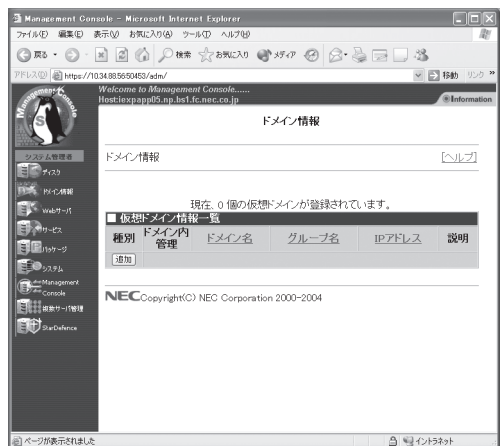 Management Console - Microsoft Internet Explorer
ファイル(F) 編集(E) 表示(V) お気に入り(A) ツール(T) ヘルプ(H)
戻る 検索 お気に入り メディア
アドレス(D) https://10.34.88.56:50453/adm/ 移動 リンク »
Welcome to Management Console......
Host:iexpapp05.np.bs1.fc.nec.co.jp
Information
Management Console
システム管理者
ディスク
ドメイン情報
Webサーバ
サービス
パッケージ
システム
Management Console
複数サーバ管理
StarDefence
ドメイン情報
ドメイン情報 [ヘルプ]
現在、0 個の仮想ドメインが登録されています。
■ 仮想ドメイン情報一覧
種別 ドメイン内管理 ドメイン名 グループ名 IPアドレス 説明
追加
NEC Copyright(C) NEC Corporation 2000-2004
ページが表示されました イントラネット